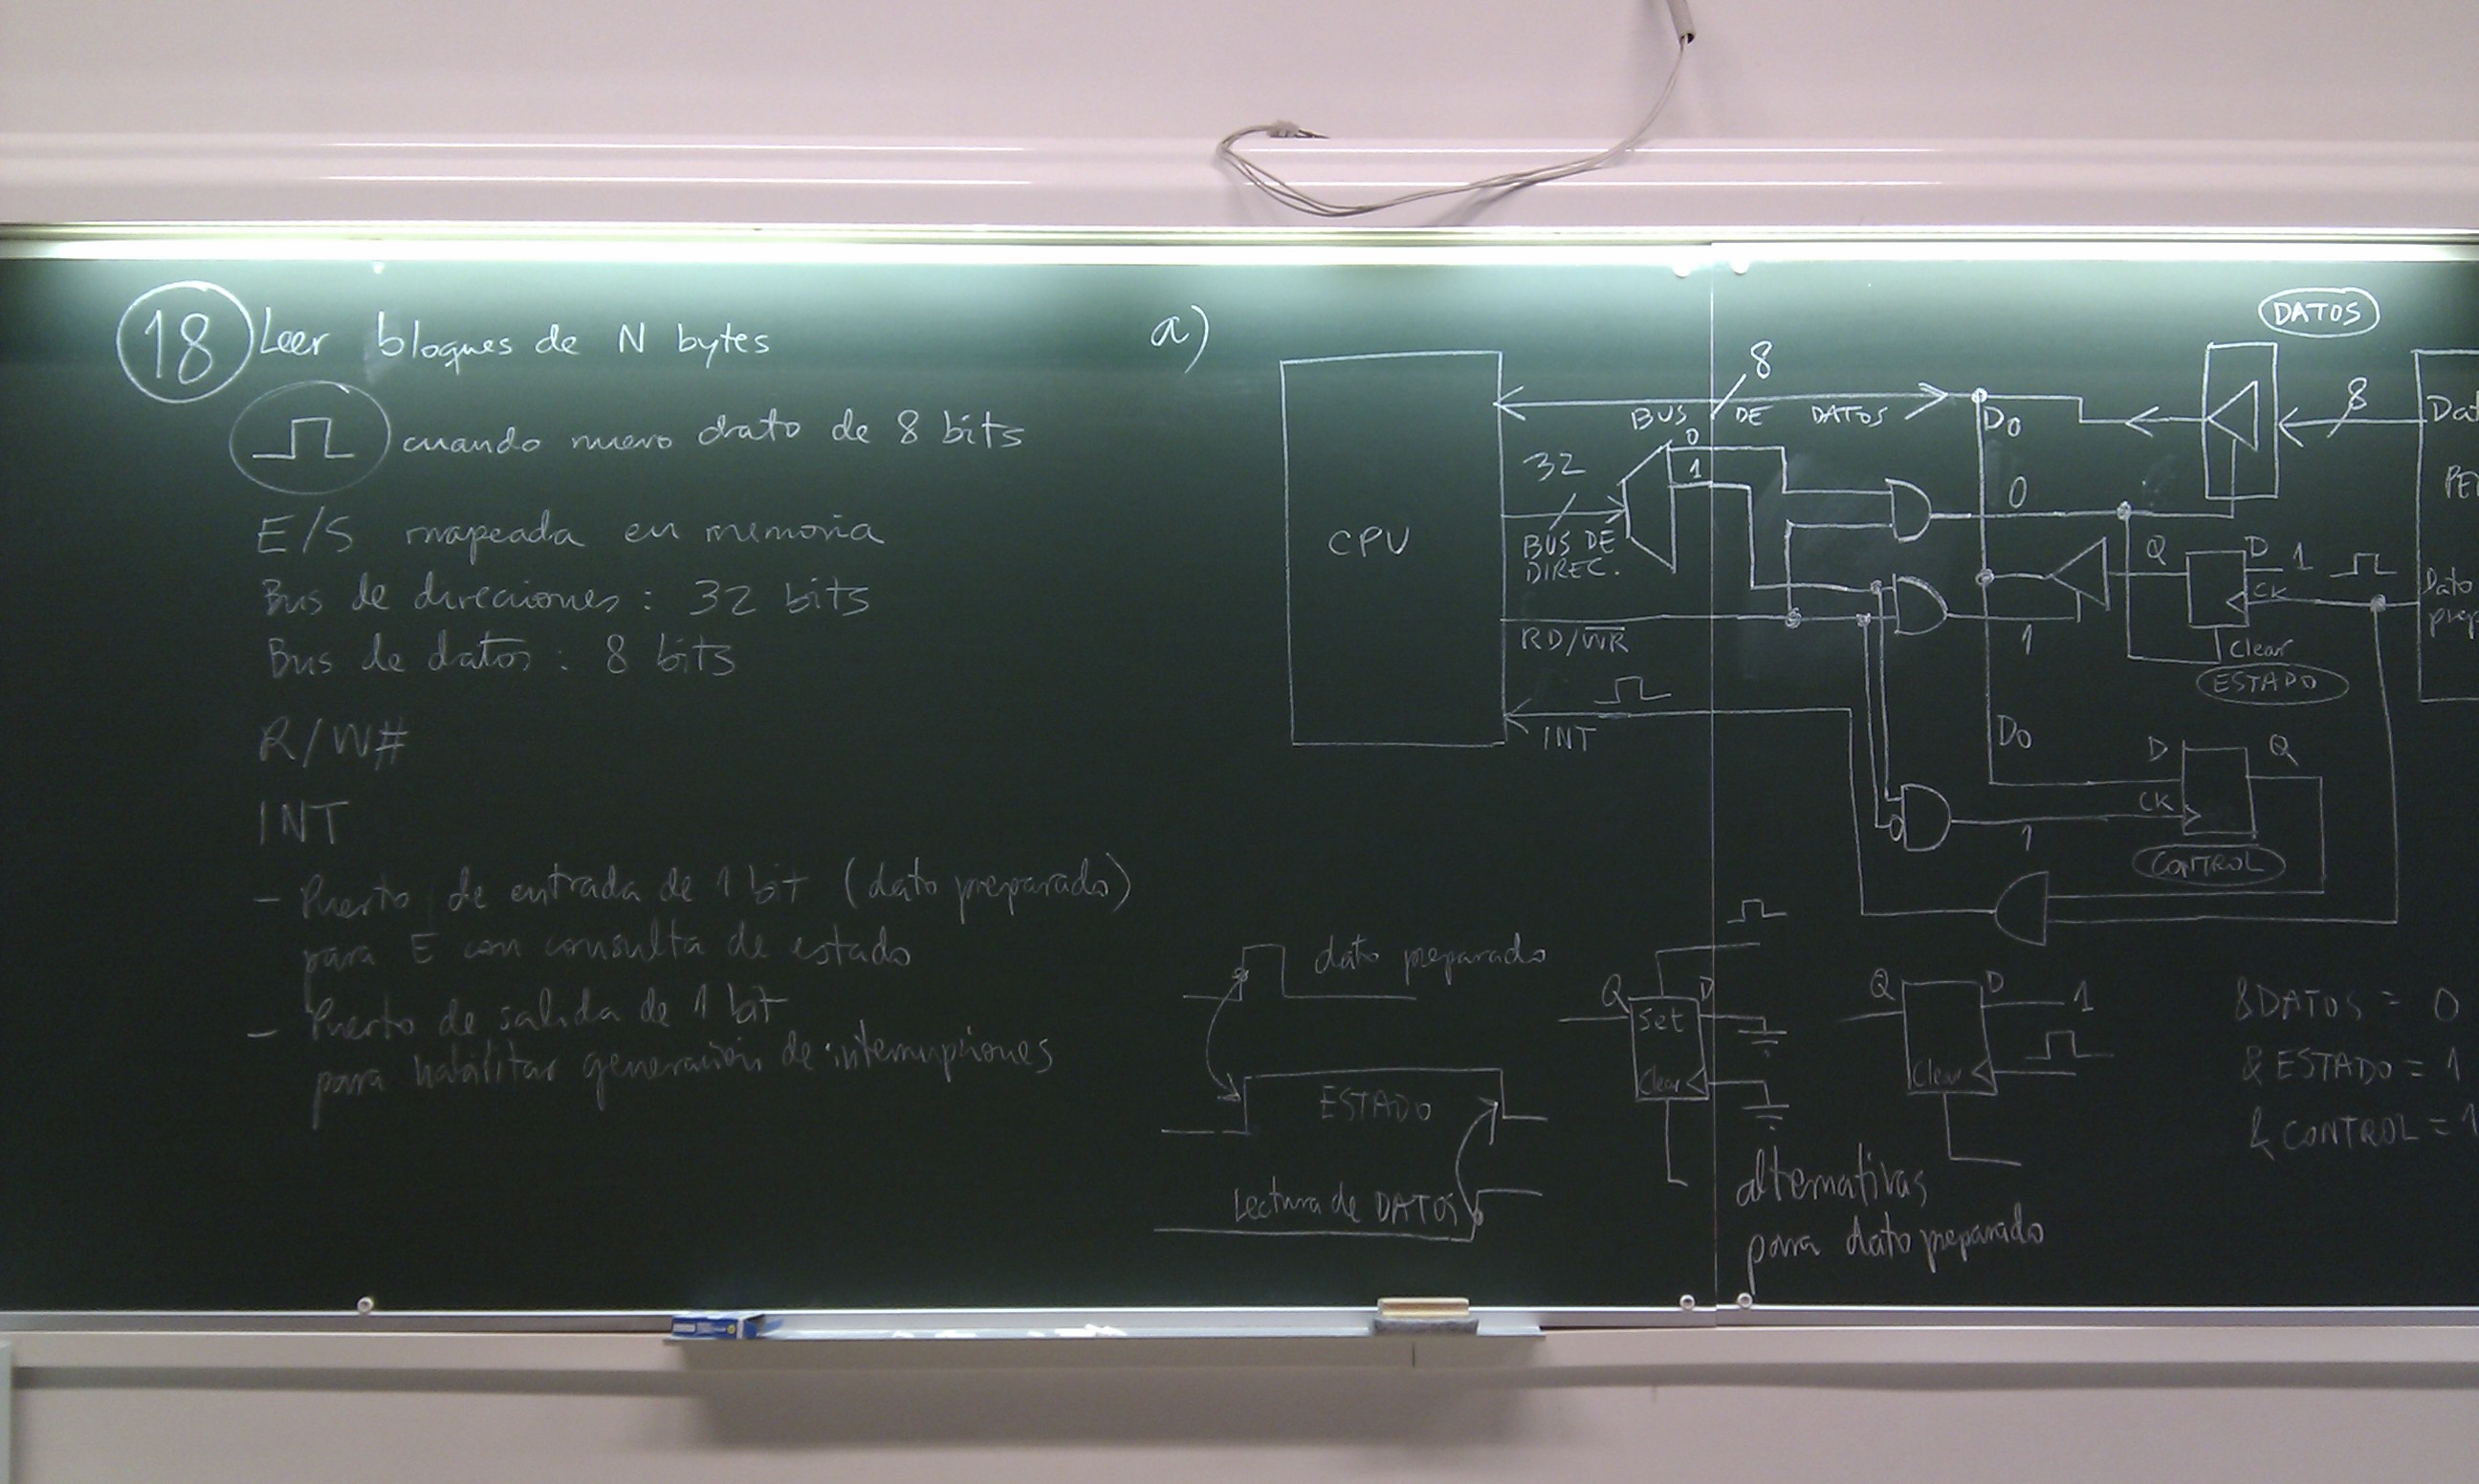 18 Leer bloques de N bytes
cuando nuevo dato de 8 bits
E/S mapeada en memoria
Bus de direcciones: 32 bits
Bus de datos: 8 bits
R/W#
INT
- Puerto de entrada de 1 bit (dato preparado)
para E con consulta de estado
- Puerto de salida de 1 bit
para habilitar generación de interrupciones
a)
CPU
8
BUS DE DATOS
32
BUS DE
DIREC.
0
1
RD/WR
INT
DATOS
8
Dat
PE
D0
0
Q
D
1
CK
Clear
Dato
prep
1
ESTADO
D0
D
Q
CK
1
CONTROL
dato preparado
ESTADO
Lectura de DATOS
Q
D
Set
Clear
Q
D
1
Clear
alternativas
para dato preparado
&DATOS = 0
&ESTADO = 1
&CONTROL = 1